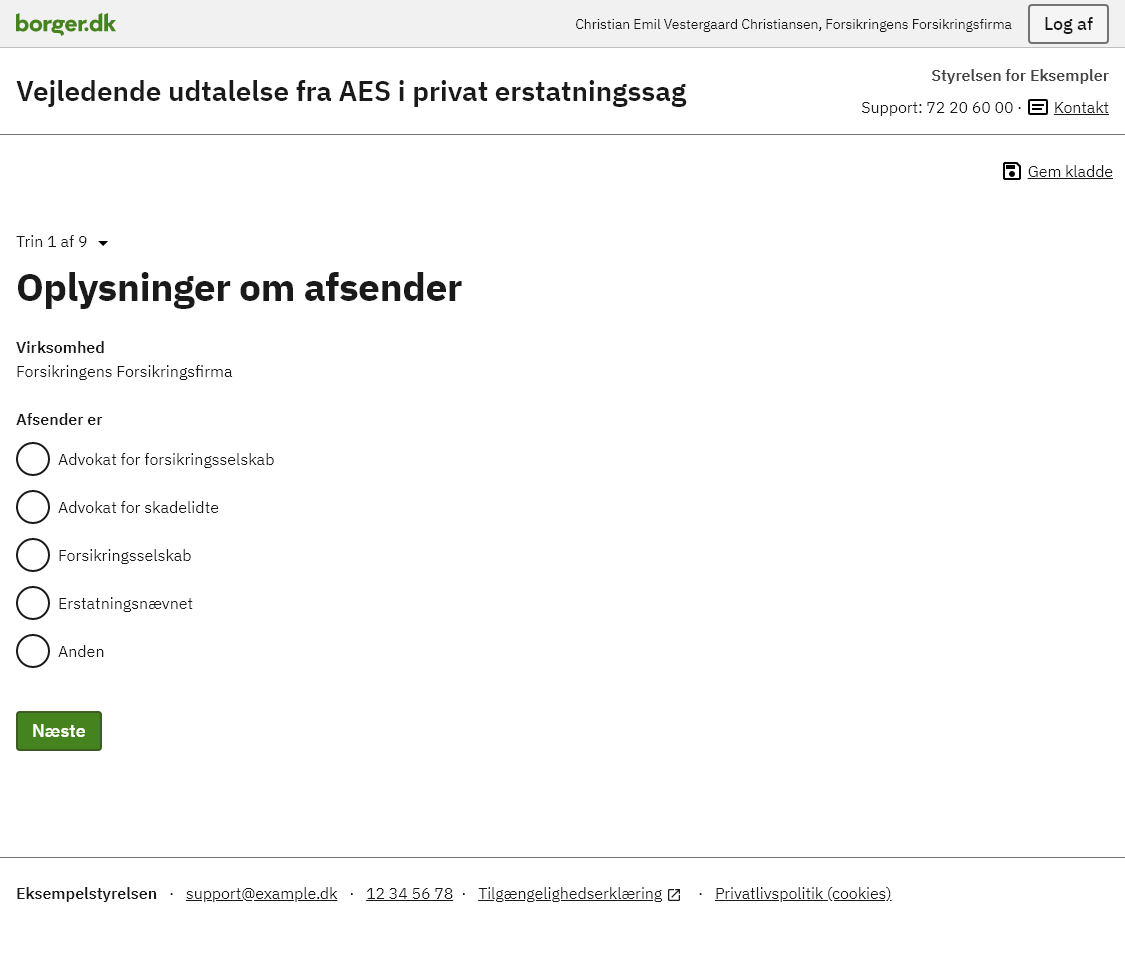 borger.dk
Christian Emil Vestergaard Christiansen, Forsikringens Forsikringsfirma
Log af
Vejledende udtalelse fra AES i privat erstatningssag
Styrelsen for Eksempler
Support: 72 20 60 00 · Kontakt
Gem kladde
Trin 1 af 9
Oplysninger om afsender
Virksomhed
Forsikringens Forsikringsfirma
Afsender er
Advokat for forsikringsselskab
Advokat for skadelidte
Forsikringsselskab
Erstatningsnævnet
Anden
Næste
Eksempelstyrelsen · support@example.dk · 12 34 56 78 · Tilgængelighedserklæring · Privatlivspolitik (cookies)